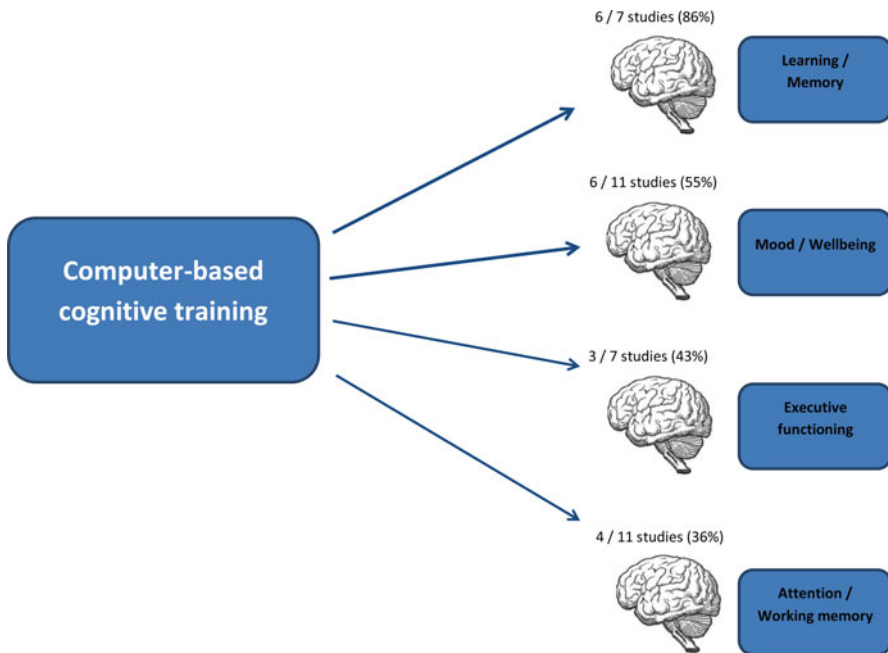 6 / 7 studies (86%)
Learning /
Memory
6 / 11 studies (55%)
Mood / Wellbeing
Computer-based
cognitive training
3 / 7 studies (43%)
Executive
functioning
4 / 11 studies (36%)
Attention /
Working memory